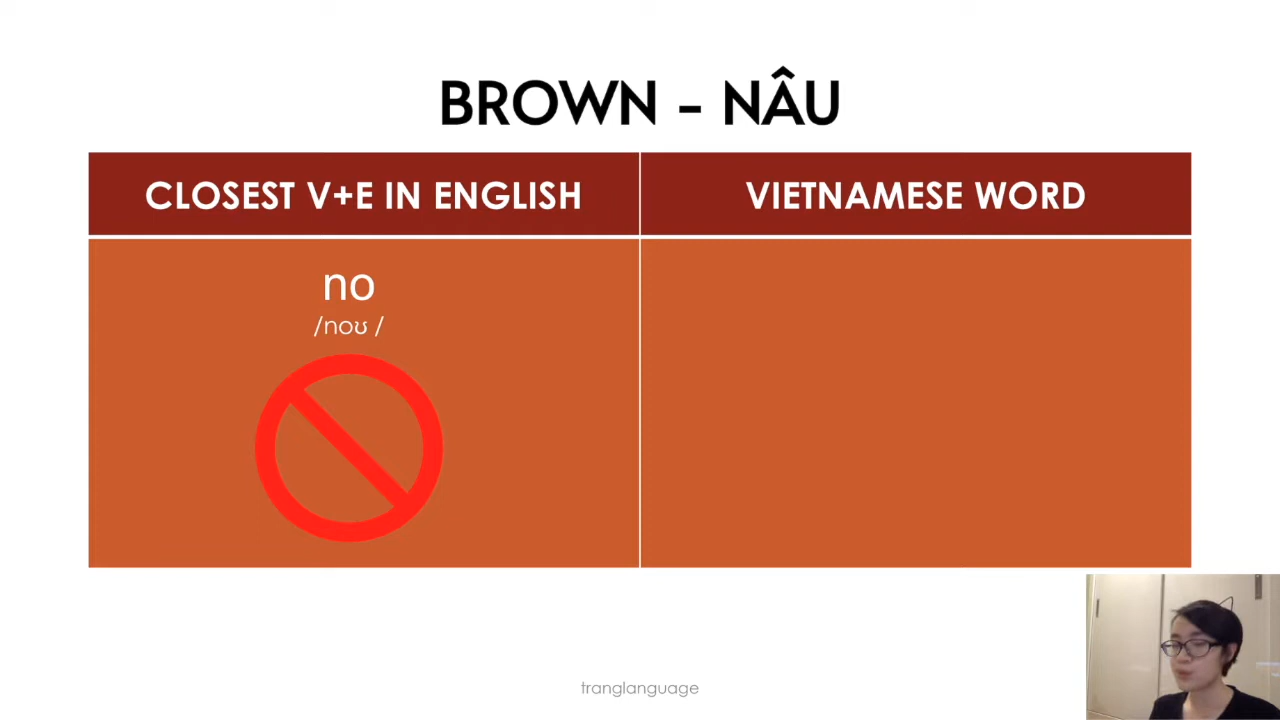 BROWN - NÂU
CLOSEST V+E IN ENGLISH
VIETNAMESE WORD
no
/noʊ /
tranglanguage